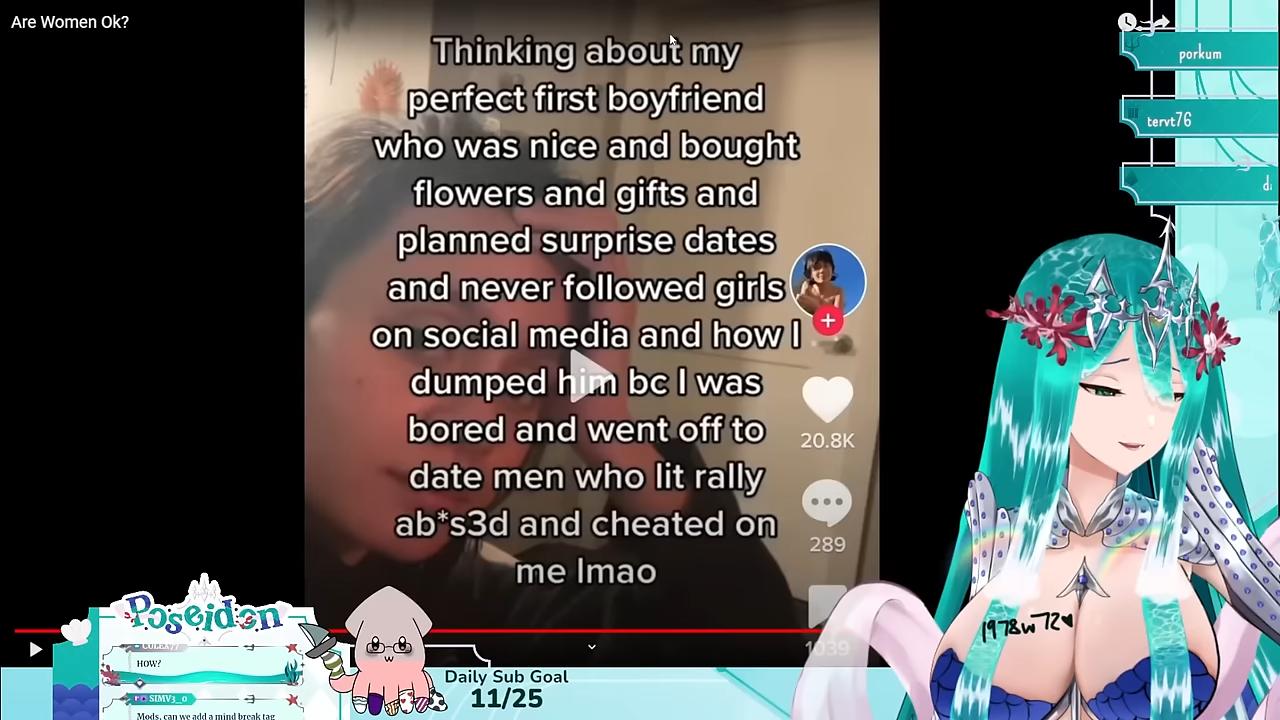 Are Women Ok?
Thinking about my
perfect first boyfriend
who was nice and bought
flowers and gifts and
planned surprise dates
and never followed girls
on social media and how I
dumped him bc I was
bored and went off to
date men who lit rally
ab*s3d and cheated on
me lmao
20.8K
289
1039
porkum
tervt76
1978w72
Poseidon
HOW?
SIMV3_0
Mods, can we add a mind break tag
Daily Sub Goal
11/25